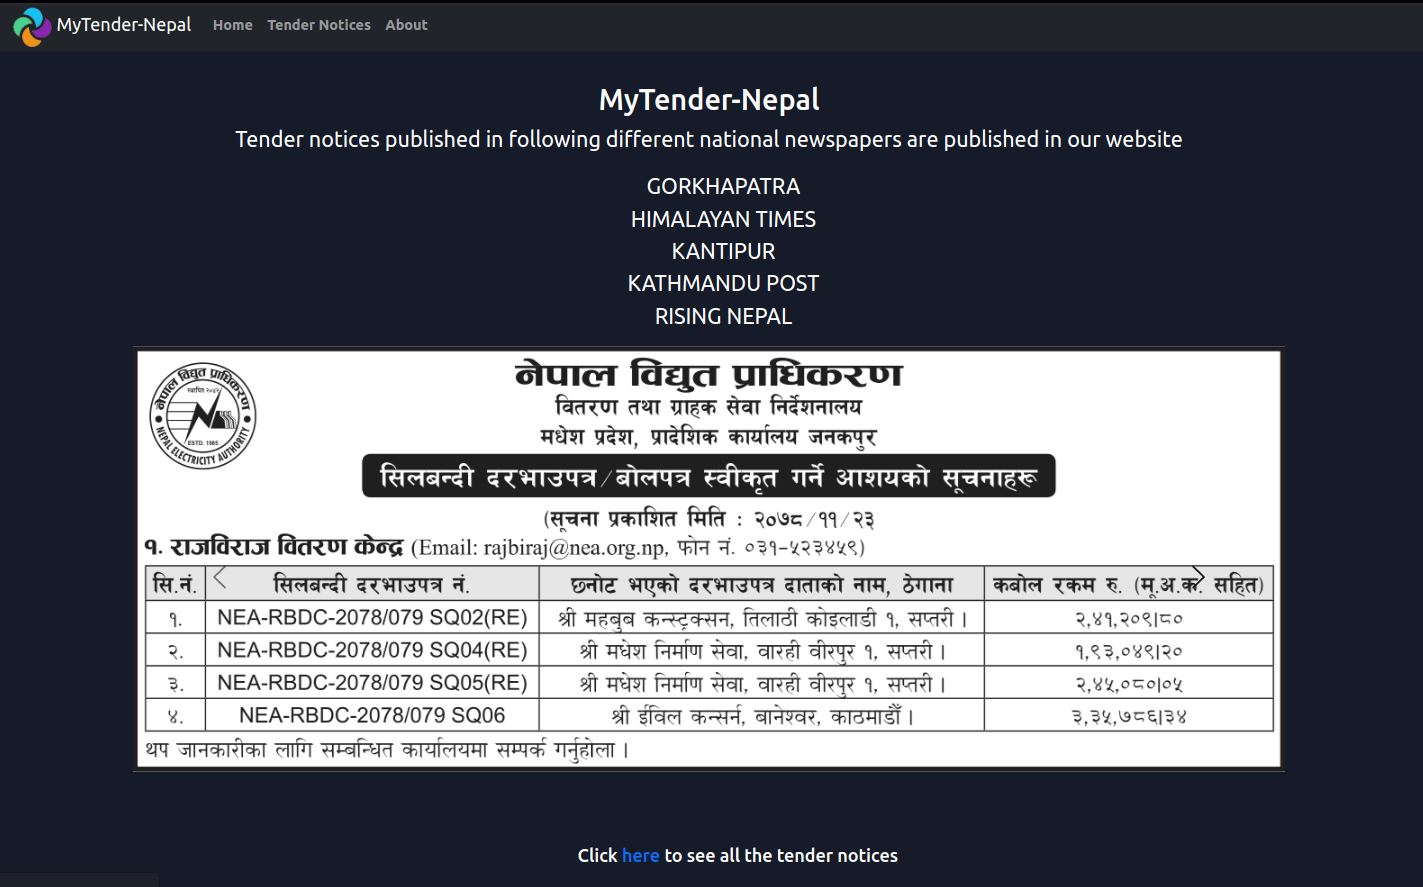 MyTender-Nepal Home Tender Notices About
MyTender-Nepal
Tender notices published in following different national newspapers are published in our website
GORKHAPATRA
HIMALAYAN TIMES
KANTIPUR
KATHMANDU POST
RISING NEPAL
नेपाल विद्युत प्राधिकरण
स्थापित २०४२
NEPAL ELECTRICITY AUTHORITY
ESTD. 1985
नेपाल विद्युत प्राधिकरण
वितरण तथा ग्राहक सेवा निर्देशनालय
मधेश प्रदेश, प्रादेशिक कार्यालय जनकपुर
सिलबन्दी दरभाउपत्र/बोलपत्र स्वीकृत गर्ने आशयको सूचनाहरू
(सूचना प्रकाशित मिति : २०७८/११/२३
१. राजविराज वितरण केन्द्र (Email: rajbiraj@nea.org.np, फोन नं. ०३१-५२३४५९)
सि.नं. सिलबन्दी दरभाउपत्र नं. छनोट भएको दरभाउपत्र दाताको नाम, ठेगाना कबोल रकम रु. (मू.अ.क. सहित)
१. NEA-RBDC-2078/079 SQ02(RE) श्री महबुब कन्स्ट्रक्सन, तिलाठी कोइलाडी १, सप्तरी । २,४१,२०९।८०
२. NEA-RBDC-2078/079 SQ04(RE) श्री मधेश निर्माण सेवा, वारही वीरपुर १, सप्तरी । १,९३,०४९।२०
३. NEA-RBDC-2078/079 SQ05(RE) श्री मधेश निर्माण सेवा, वारही वीरपुर १, सप्तरी । २,४५,०८०।०५
४. NEA-RBDC-2078/079 SQ06 श्री ईविल कन्सर्न, बानेश्वर, काठमाडौँ । ३,३५,७८६।३४
थप जानकारीका लागि सम्बन्धित कार्यालयमा सम्पर्क गर्नुहोला ।
Click here to see all the tender notices